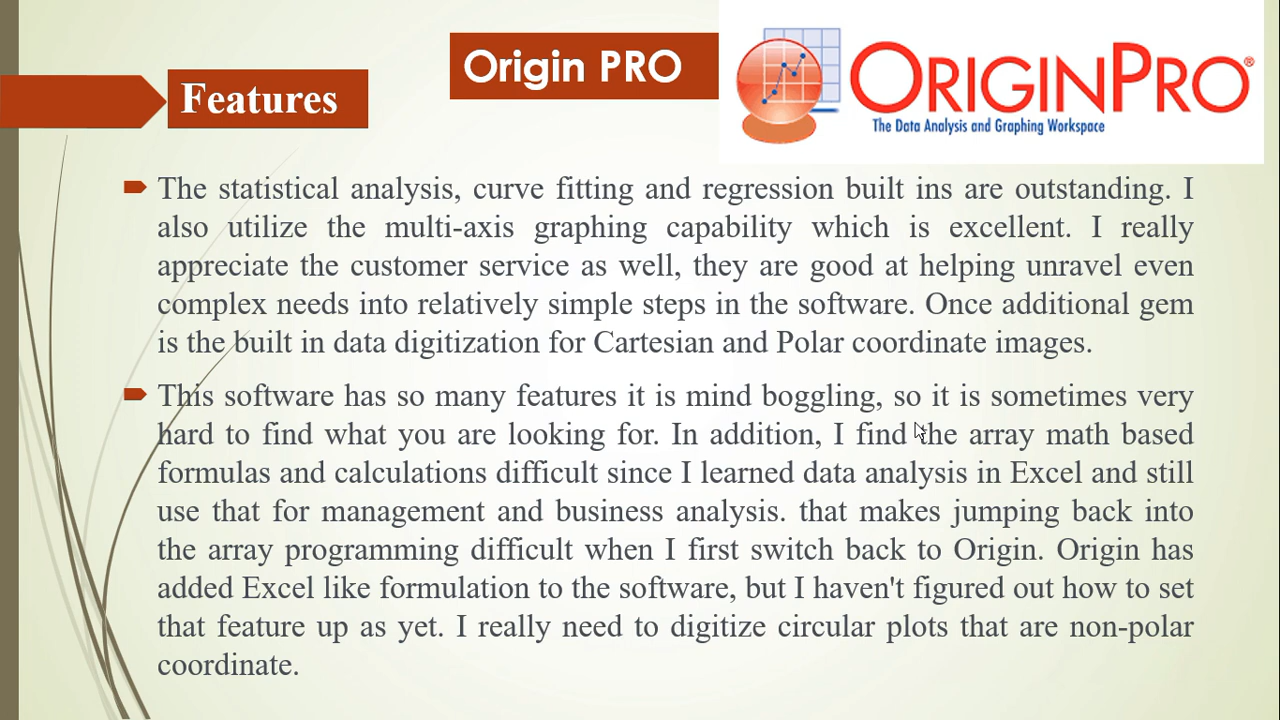 Origin PRO
ORIGINPRO®
The Data Analysis and Graphing Workspace
Features
The statistical analysis, curve fitting and regression built ins are outstanding. I
also utilize the multi-axis graphing capability which is excellent. I really
appreciate the customer service as well, they are good at helping unravel even
complex needs into relatively simple steps in the software. Once additional gem
is the built in data digitization for Cartesian and Polar coordinate images.
This software has so many features it is mind boggling, so it is sometimes very
hard to find what you are looking for. In addition, I find the array math based
formulas and calculations difficult since I learned data analysis in Excel and still
use that for management and business analysis. that makes jumping back into
the array programming difficult when I first switch back to Origin. Origin has
added Excel like formulation to the software, but I haven't figured out how to set
that feature up as yet. I really need to digitize circular plots that are non-polar
coordinate.